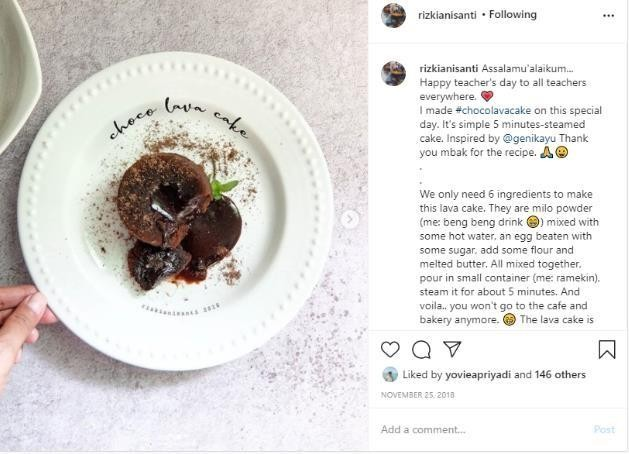 choco lava cake
rizkianisanti 2018
rizkianisanti • Following
rizkianisanti Assalamu'alaikum...
Happy teacher's day to all teachers
everywhere. 💓
I made #chocolavacake on this special
day. It's simple 5 minutes-steamed
cake. Inspired by @genikayu Thank
you mbak for the recipe. 🙏😉
.
.
We only need 6 ingredients to make
this lava cake. They are milo powder
(me: beng beng drink 😁) mixed with
some hot water, an egg beaten with
some sugar, add some flour and
melted butter. All mixed together,
pour in small container (me: ramekin),
steam it for about 5 minutes. And
voila.. you won't go to the cafe and
bakery anymore. 😂 The lava cake is
Liked by yovieapriyadi and 146 others
NOVEMBER 25, 2018
Add a comment...
Post